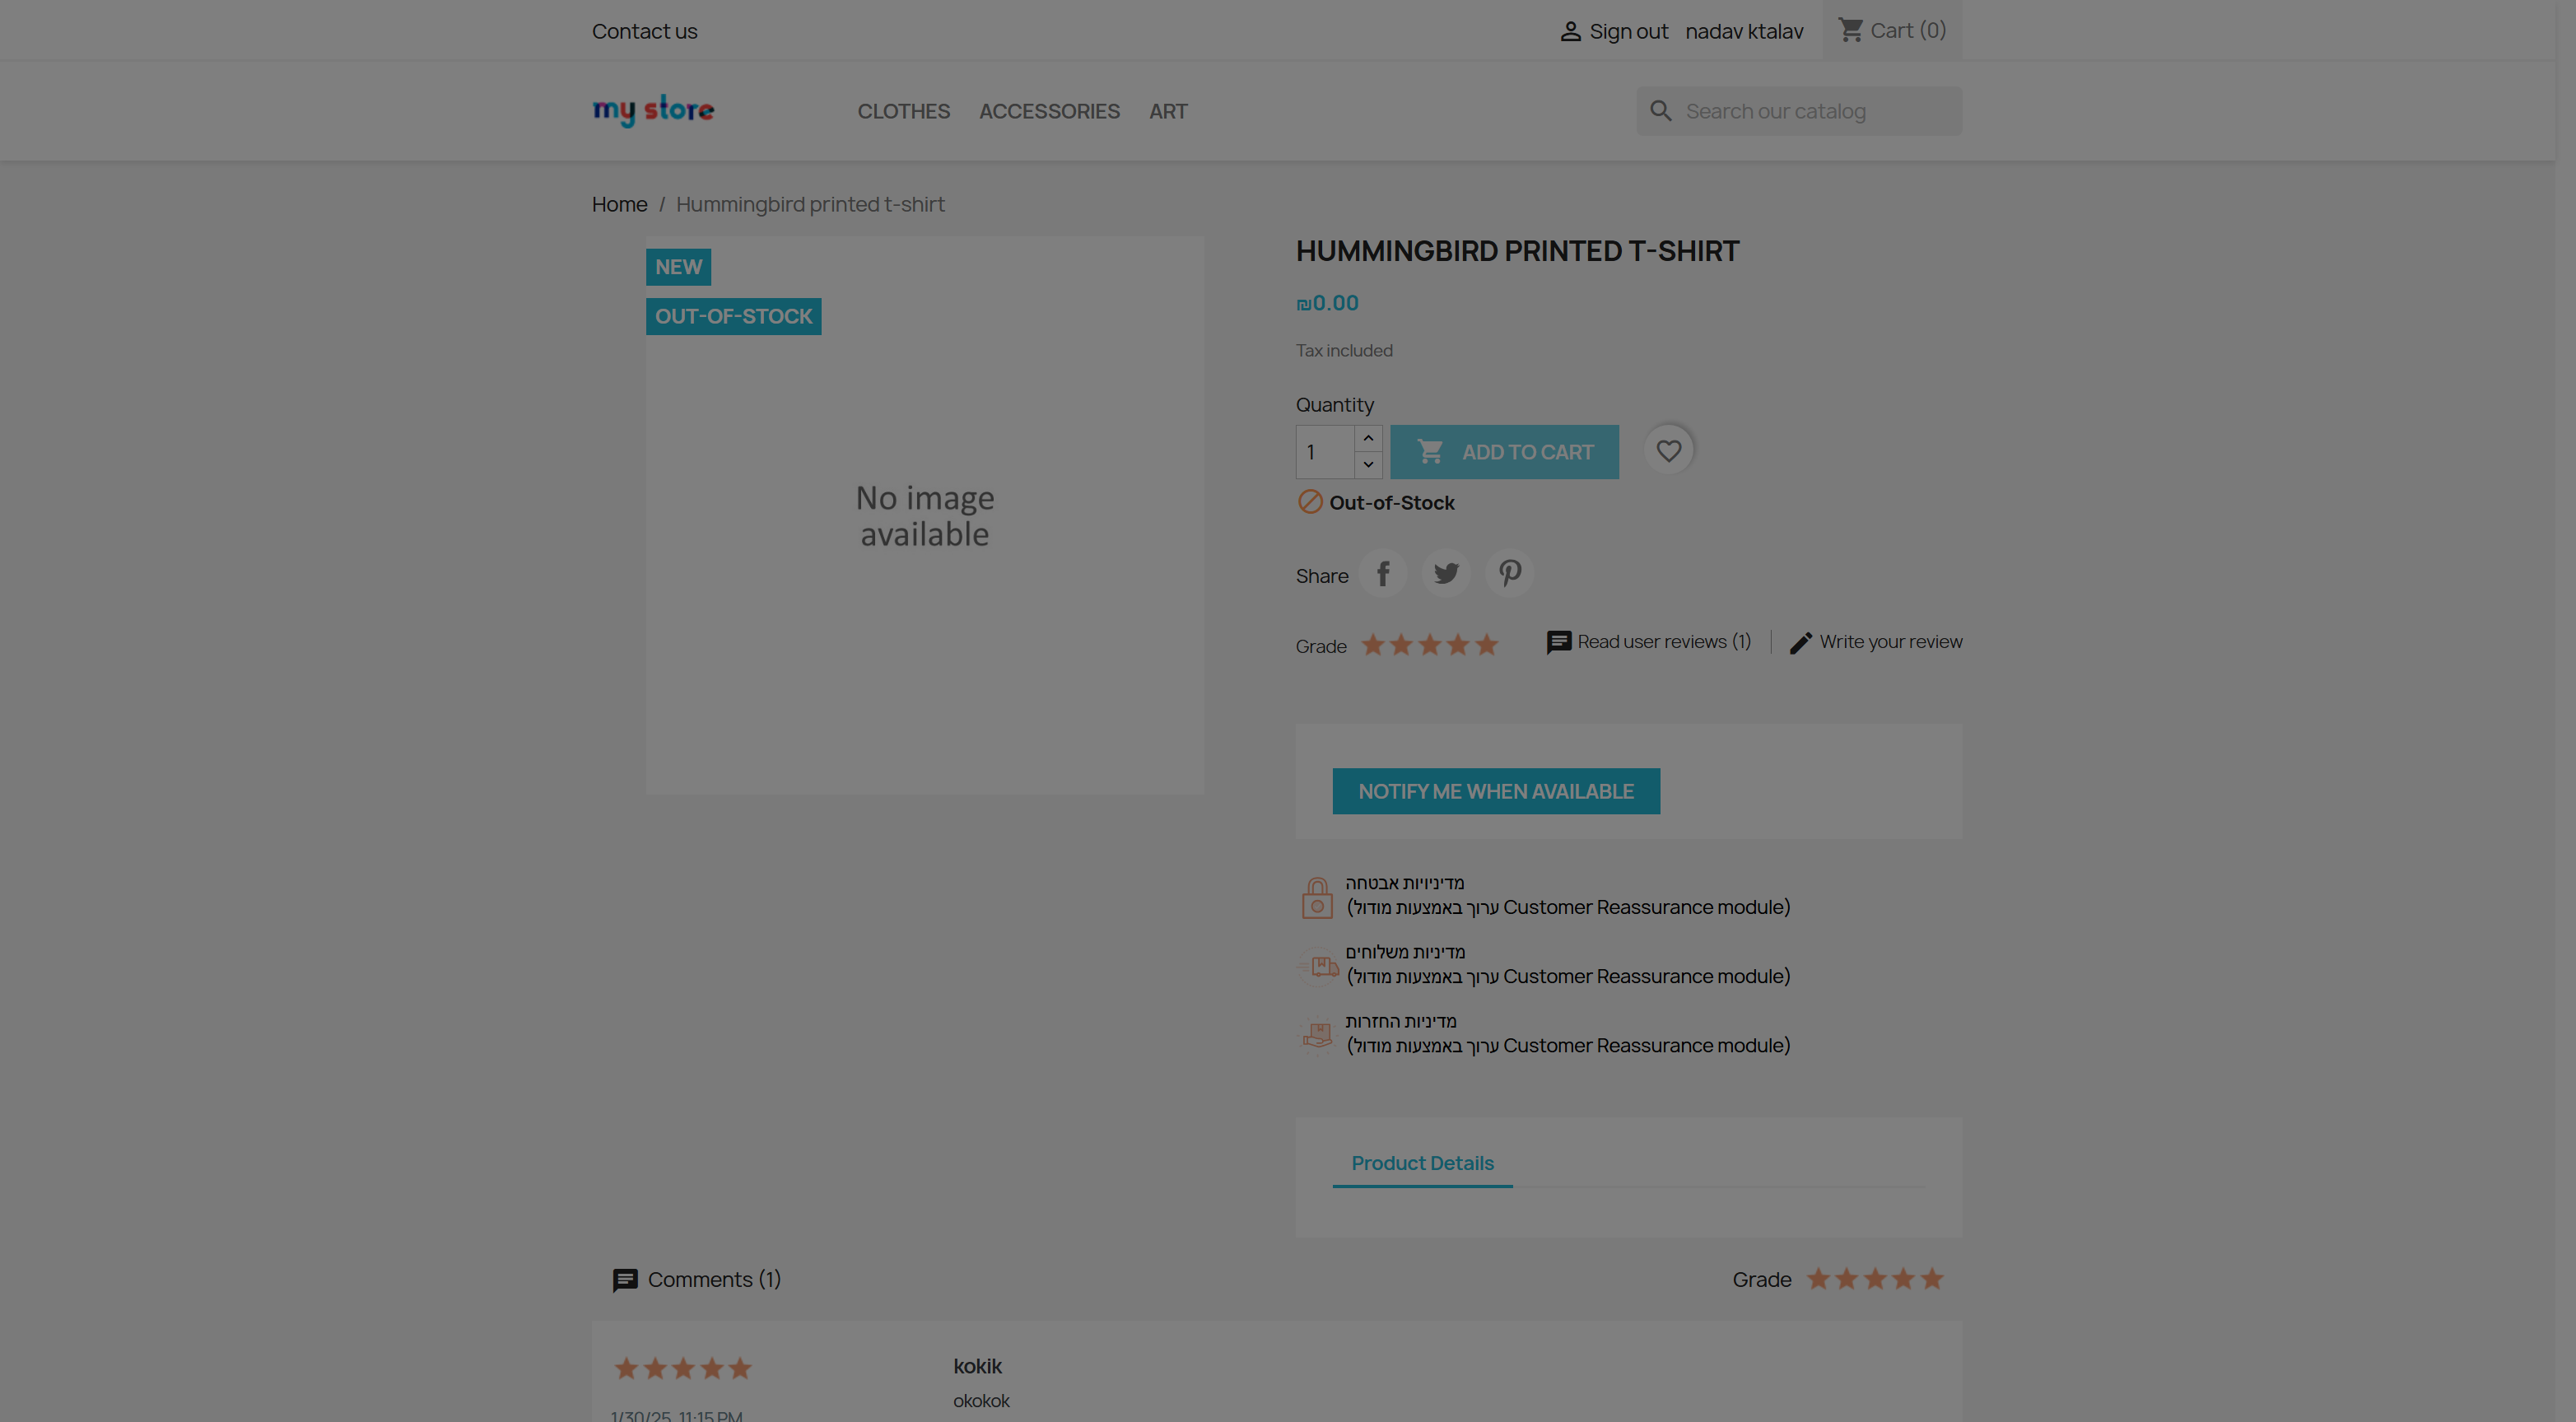 Contact us
Sign out
nadav ktalav
Cart (0)
my store
CLOTHES
ACCESSORIES
ART
Search our catalog
Home / Hummingbird printed t-shirt
NEW
OUT-OF-STOCK
No image
available
HUMMINGBIRD PRINTED T-SHIRT
₪0.00
Tax included
Quantity
1
ADD TO CART
Out-of-Stock
Share
Grade
Read user reviews (1)
Write your review
NOTIFY ME WHEN AVAILABLE
מדיניויות אבטחה
(ערוך באמצעות מודול Customer Reassurance module)
מדיניות משלוחים
(ערוך באמצעות מודול Customer Reassurance module)
מדיניות החזרות
(ערוך באמצעות מודול Customer Reassurance module)
Product Details
Comments (1)
Grade
kokik
okokok
1/30/25, 11:15 PM